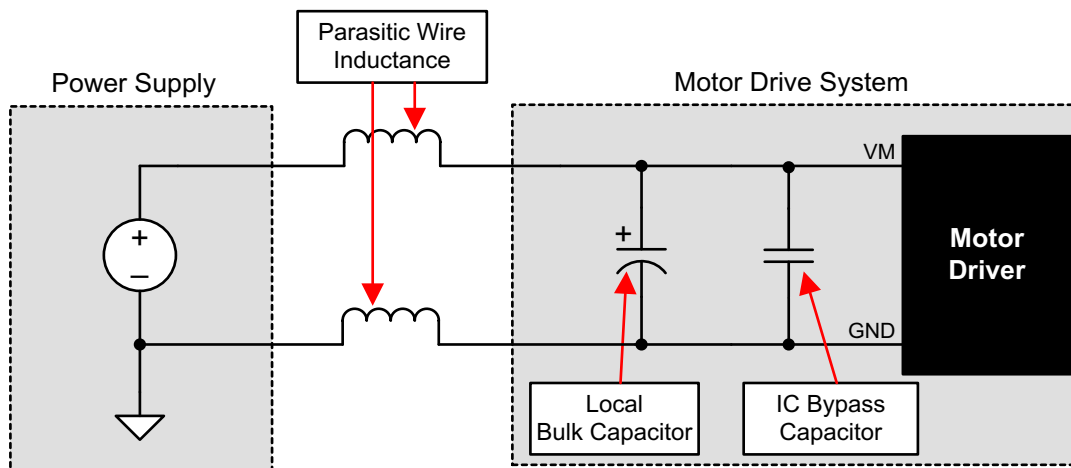 Parasitic Wire
Inductance
Power Supply
Motor Drive System
VM
+
+
−
Motor
Driver
GND
Local
Bulk Capacitor
IC Bypass
Capacitor